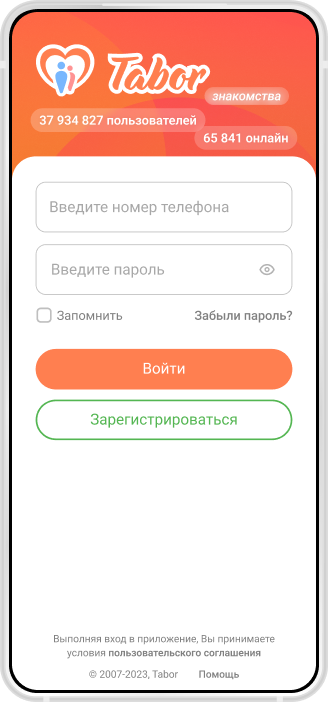 Tabor
знакомства
37 934 827 пользователей
65 841 онлайн
Введите номер телефона
Введите пароль
Запомнить
Забыли пароль?
Войти
Зарегистрироваться
Выполняя вход в приложение, Вы принимаете
условия пользовательского соглашения
© 2007-2023, Tabor
Помощь